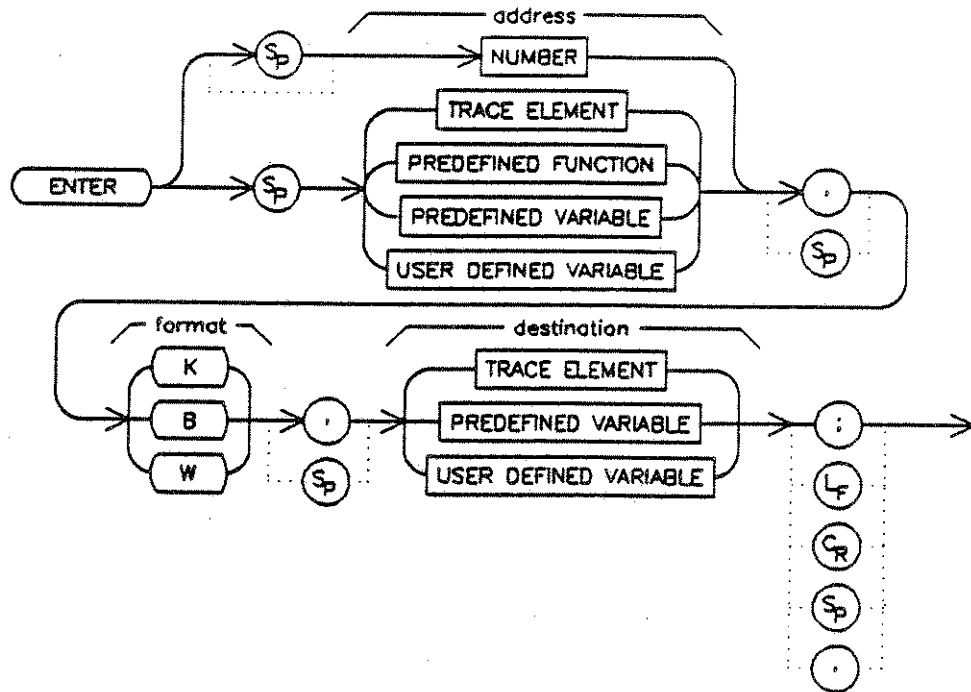 address
Sp NUMBER
TRACE ELEMENT
PREDEFINED FUNCTION
ENTER Sp ,
PREDEFINED VARIABLE
Sp
USER DEFINED VARIABLE
format destination
K TRACE ELEMENT
B , PREDEFINED VARIABLE ;
W Sp USER DEFINED VARIABLE LF
CR
Sp
,